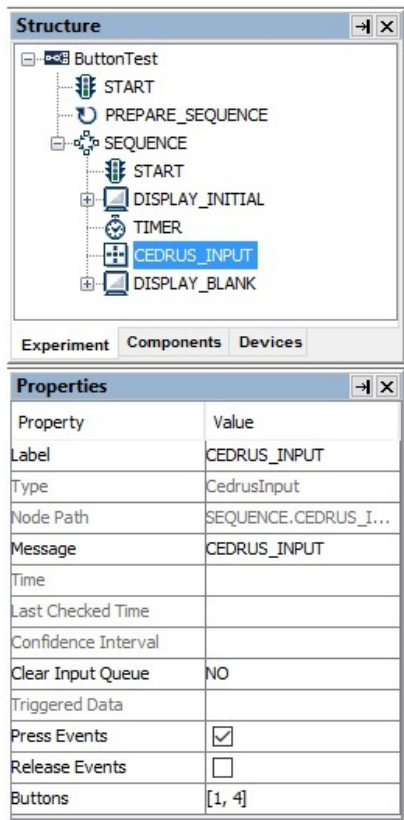 Structure
ButtonTest
START
PREPARE_SEQUENCE
SEQUENCE
START
DISPLAY_INITIAL
TIMER
CEDRUS_INPUT
DISPLAY_BLANK
Experiment Components Devices
Properties
Property Value
Label CEDRUS_INPUT
Type CedrusInput
Node Path SEQUENCE.CEDRUS_I...
Message CEDRUS_INPUT
Time
Last Checked Time
Confidence Interval
Clear Input Queue NO
Triggered Data
Press Events
Release Events
Buttons [1, 4]